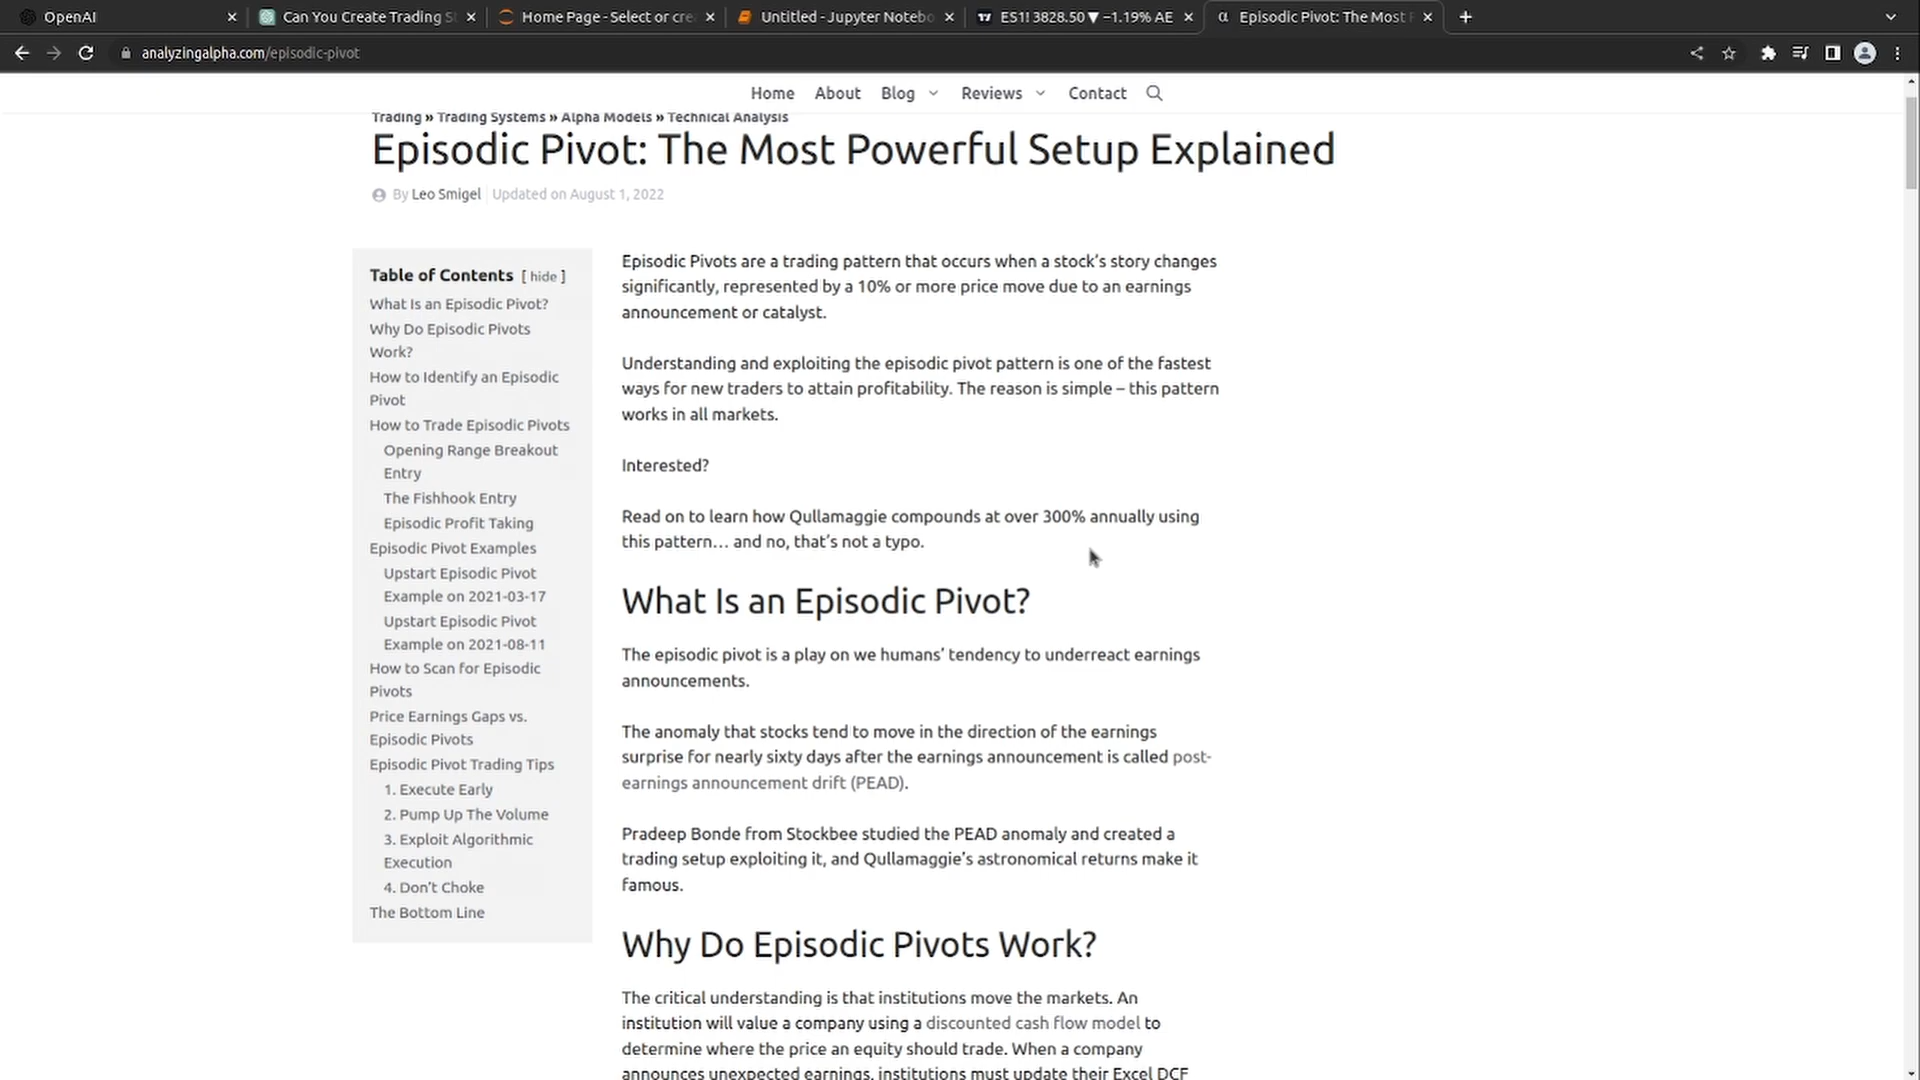 OpenAI
Can You Create Trading S
Home Page - Select or cre
Untitled - Jupyter Notebo
ES1! 3828.50 ▼ −1.19% AE
Episodic Pivot: The Most P
analyzingalpha.com/episodic-pivot
Home
About
Blog
Reviews
Contact
Trading » Trading Systems » Alpha Models » Technical Analysis
Episodic Pivot: The Most Powerful Setup Explained
By Leo Smigel
Updated on August 1, 2022
Table of Contents [ hide ]
What Is an Episodic Pivot?
Why Do Episodic Pivots
Work?
How to Identify an Episodic
Pivot
How to Trade Episodic Pivots
Opening Range Breakout
Entry
The Fishhook Entry
Episodic Profit Taking
Episodic Pivot Examples
Upstart Episodic Pivot
Example on 2021-03-17
Upstart Episodic Pivot
Example on 2021-08-11
How to Scan for Episodic
Pivots
Price Earnings Gaps vs.
Episodic Pivots
Episodic Pivot Trading Tips
1. Execute Early
2. Pump Up The Volume
3. Exploit Algorithmic
Execution
4. Don't Choke
The Bottom Line
Episodic Pivots are a trading pattern that occurs when a stock's story changes
significantly, represented by a 10% or more price move due to an earnings
announcement or catalyst.
Understanding and exploiting the episodic pivot pattern is one of the fastest
ways for new traders to attain profitability. The reason is simple – this pattern
works in all markets.
Interested?
Read on to learn how Qullamaggie compounds at over 300% annually using
this pattern… and no, that's not a typo.
What Is an Episodic Pivot?
The episodic pivot is a play on we humans' tendency to underreact earnings
announcements.
The anomaly that stocks tend to move in the direction of the earnings
surprise for nearly sixty days after the earnings announcement is called post-
earnings announcement drift (PEAD).
Pradeep Bonde from Stockbee studied the PEAD anomaly and created a
trading setup exploiting it, and Qullamaggie's astronomical returns make it
famous.
Why Do Episodic Pivots Work?
The critical understanding is that institutions move the markets. An
institution will value a company using a discounted cash flow model to
determine where the price an equity should trade. When a company
announces unexpected earnings, institutions must update their Excel DCF